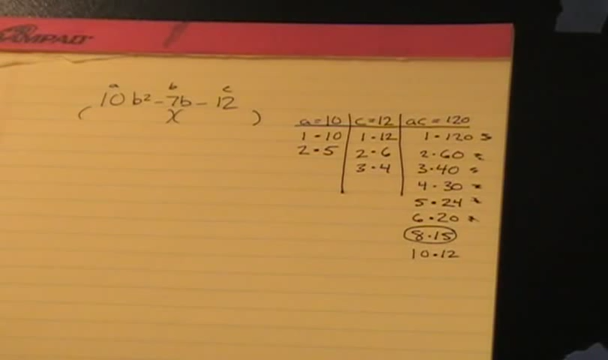 AMPAD
a b c
10b² - 7b - 12
( )( )
a=10 c=12 ac=120
1·10 1·12 1·120
2·5 2·6 2·60
3·4 3·40
4·30
5·24
6·20
8·15
10·12